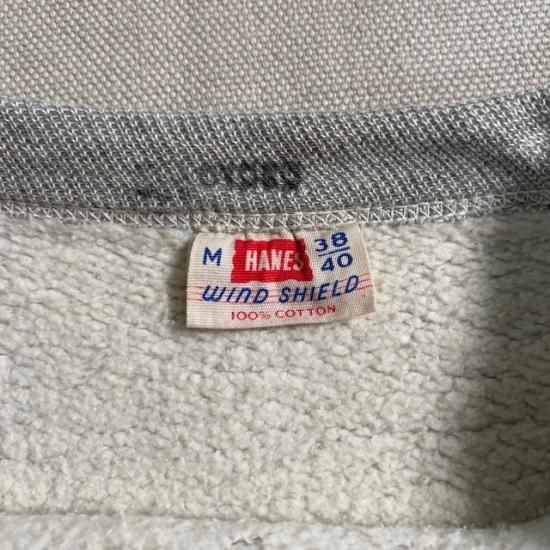 M HANES 38/40
WIND SHIELD
100% COTTON